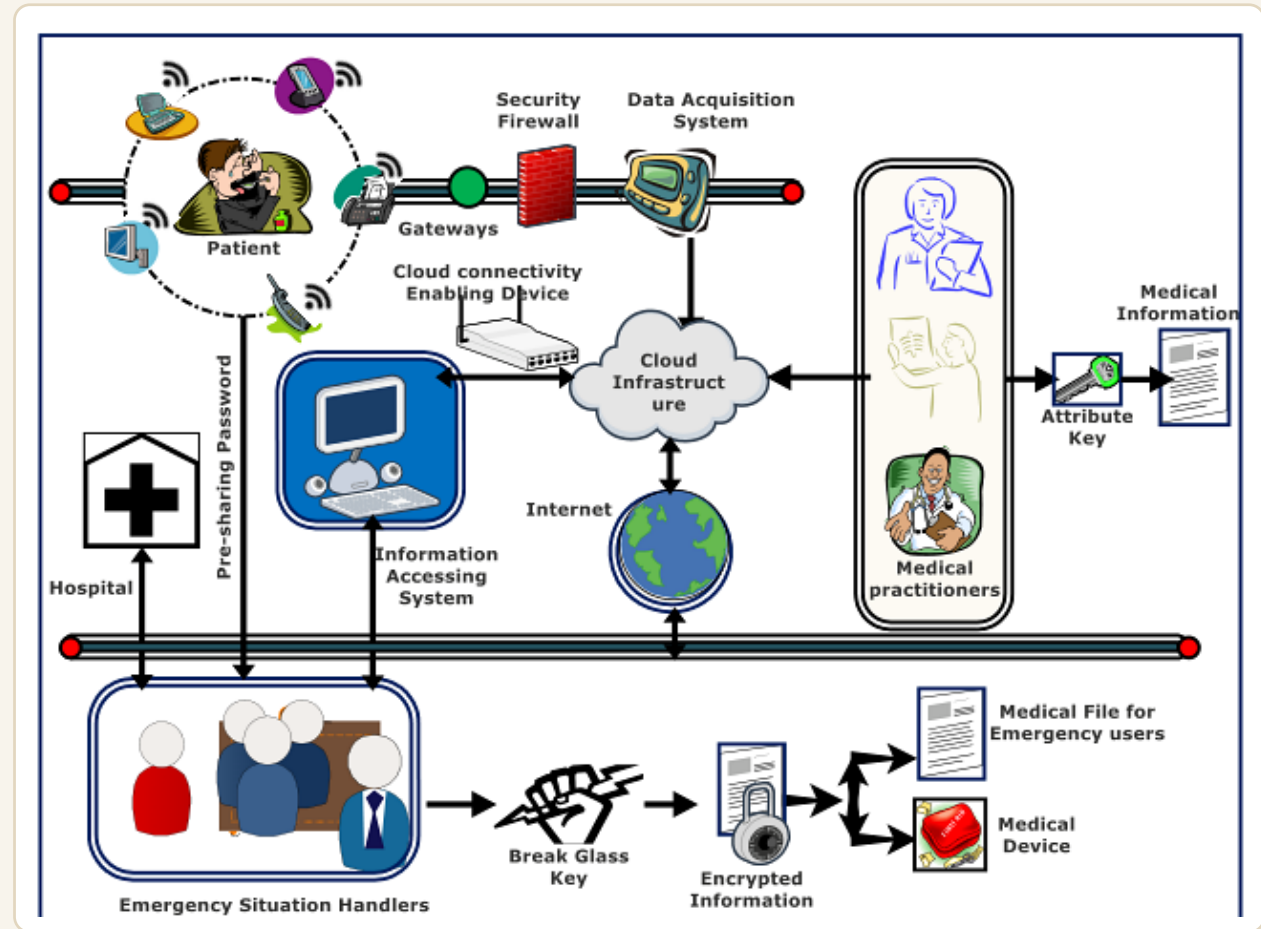 Security
Firewall
Data Acquisition
System
Patient
Gateways
Cloud connectivity
Enabling Device
Medical
Information
Cloud
Infrastruct
ure
Pre-sharing Password
Attribute
Key
Internet
Information
Accessing
System
Hospital
Medical
practitioners
Medical File for
Emergency users
FIRST AID
Medical
Device
Break Glass
Key
Encrypted
Information
Emergency Situation Handlers